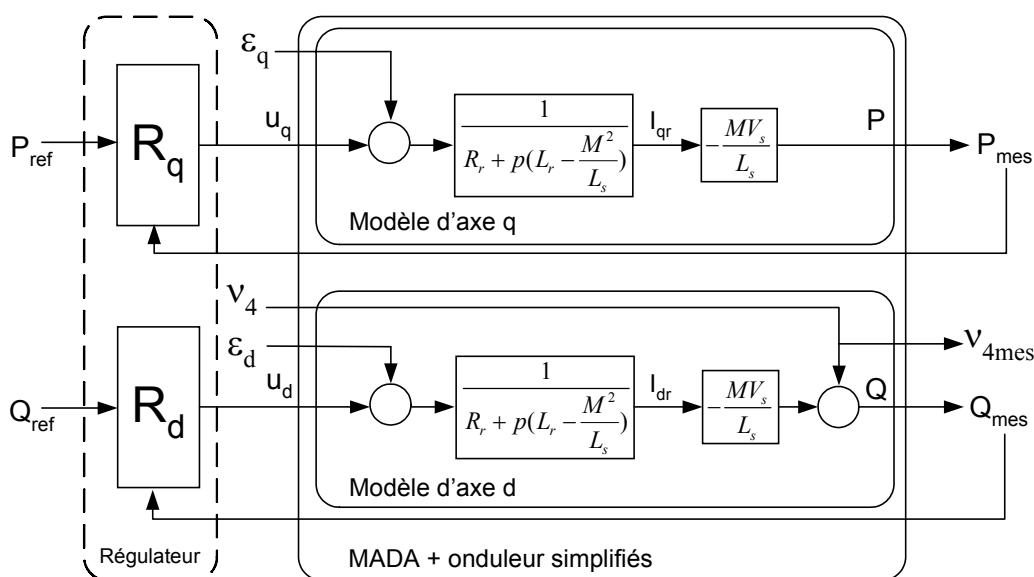 ε_q
P_ref
R_q
u_q
1
R_r + p(L_r − M²/L_s)
I_qr
− MV_s/L_s
P
P_mes
Modèle d'axe q
ν_4
ε_d
Q_ref
R_d
u_d
1
R_r + p(L_r − M²/L_s)
I_dr
− MV_s/L_s
Q
ν_4mes
Q_mes
Modèle d'axe d
Régulateur
MADA + onduleur simplifiés